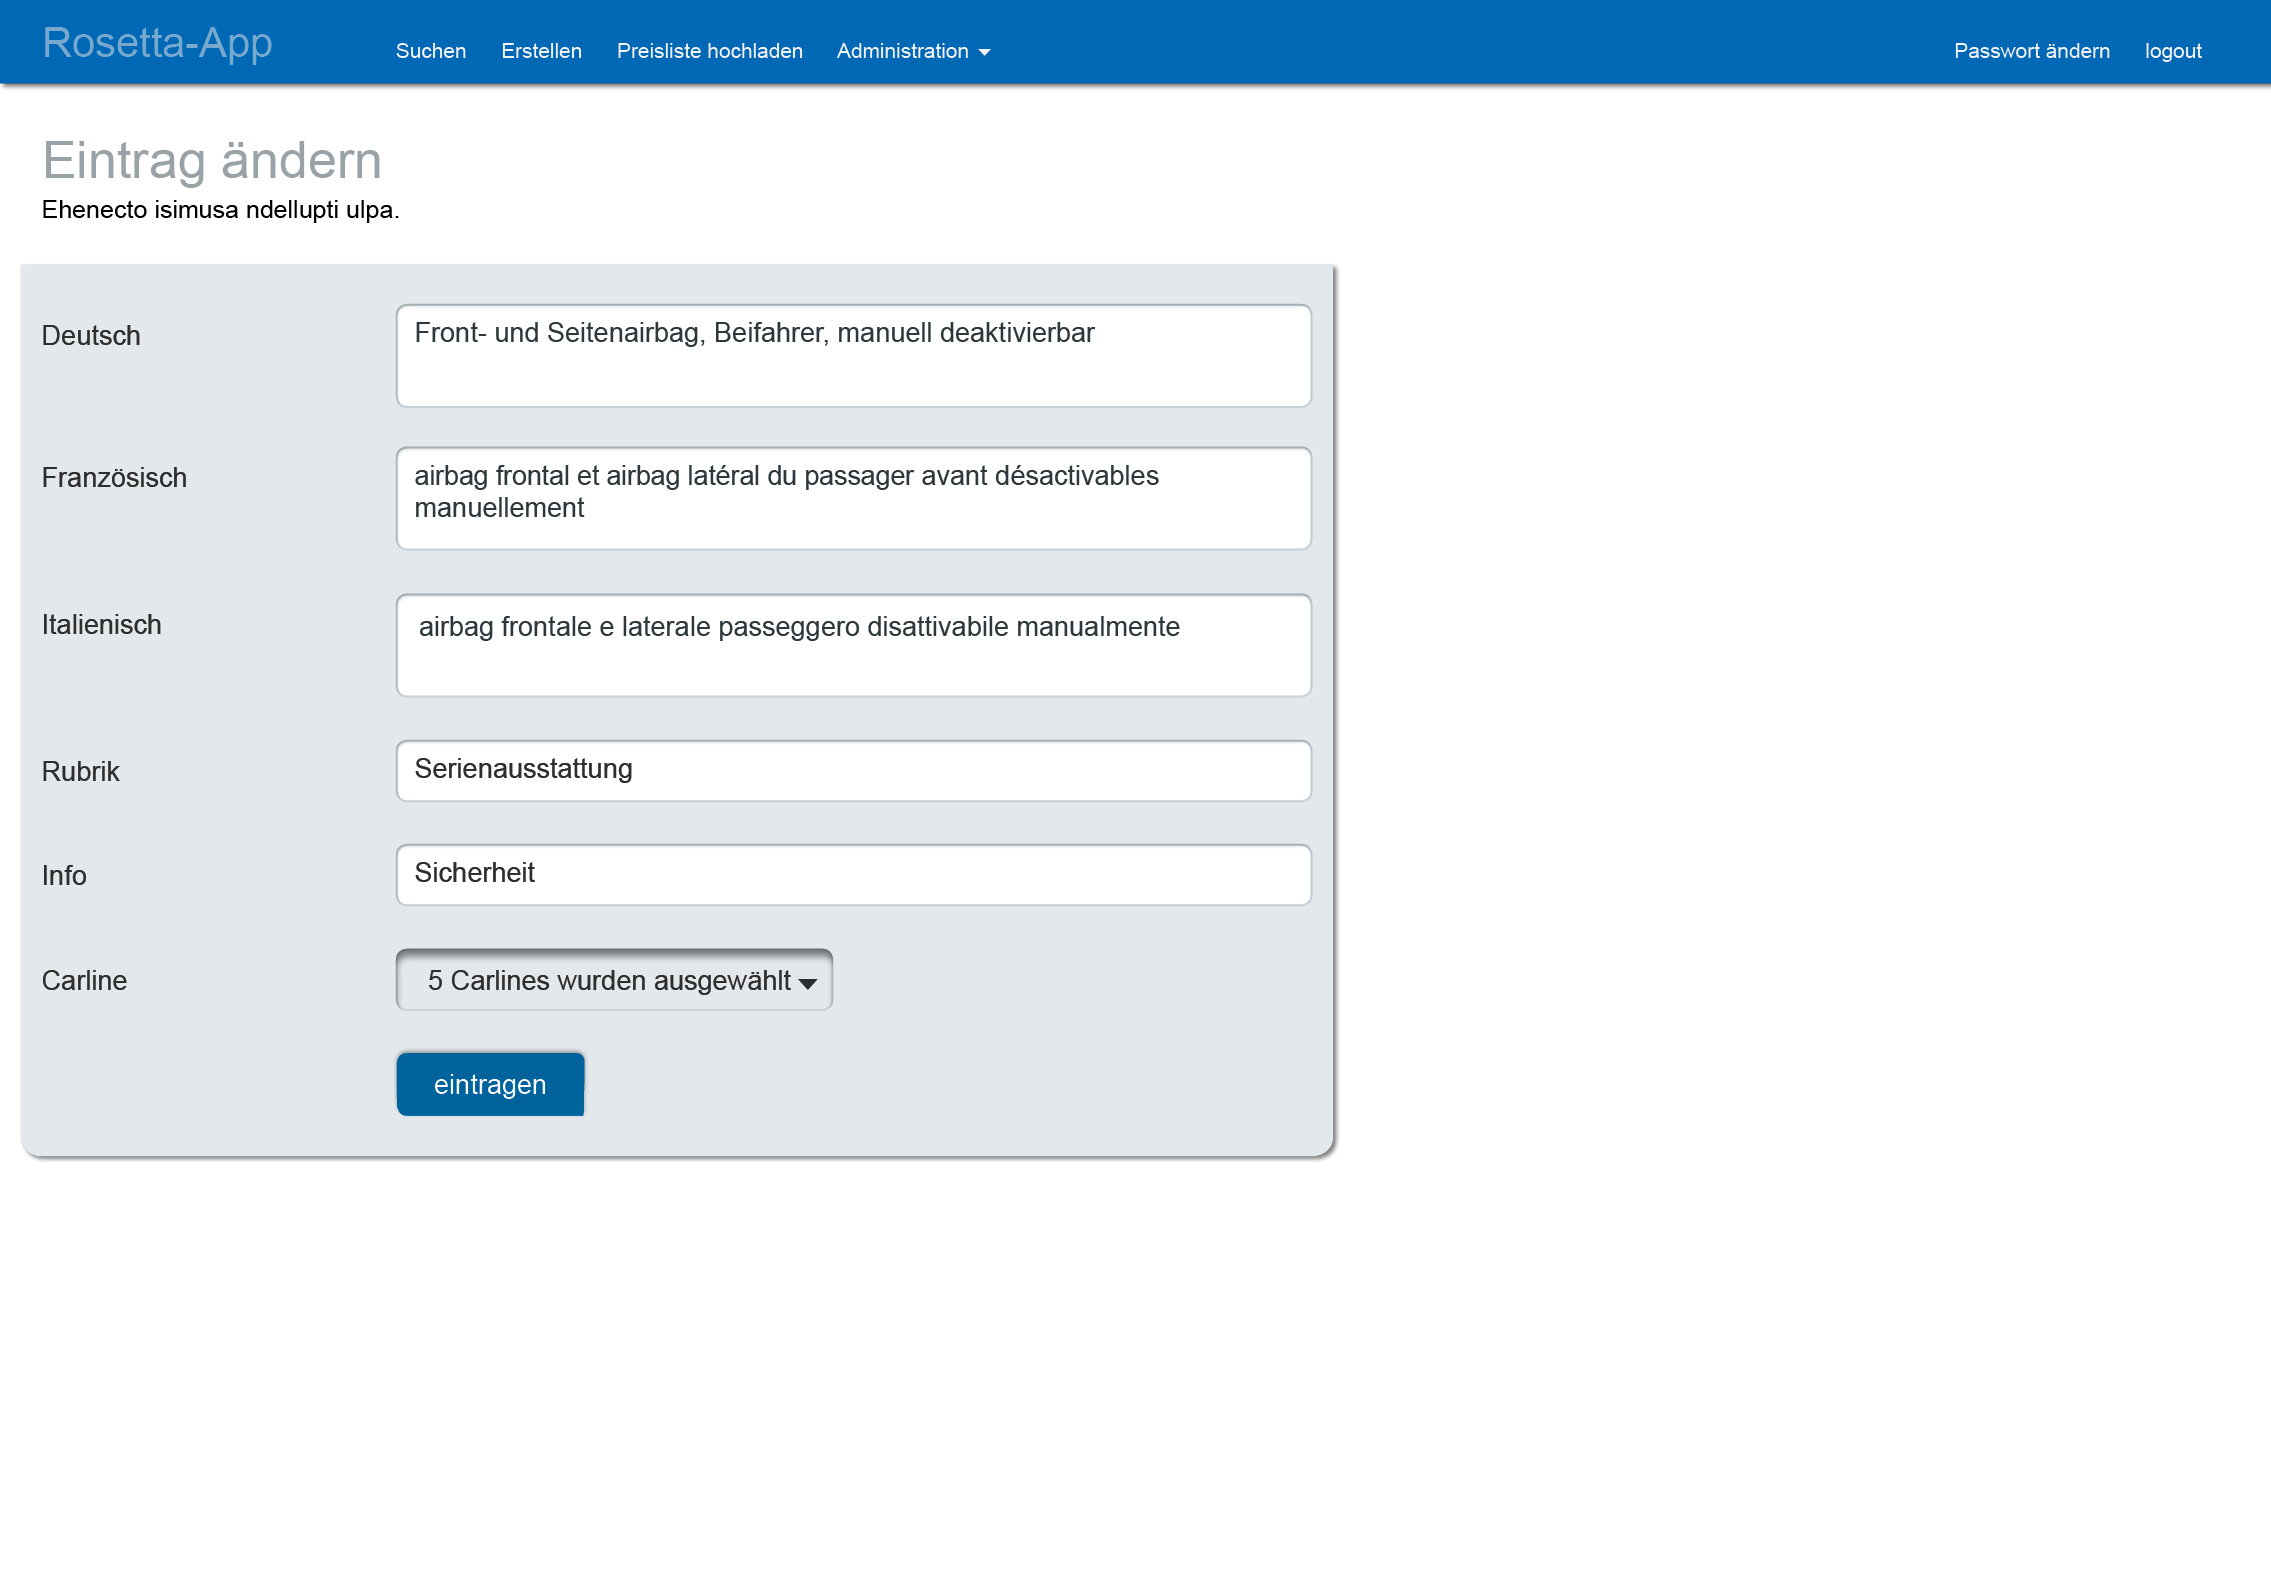 Rosetta-App
Suchen Erstellen Preisliste hochladen Administration
Passwort ändern logout
Eintrag ändern
Ehenecto isimusa ndellupti ulpa.
Deutsch
Front- und Seitenairbag, Beifahrer, manuell deaktivierbar
Französisch
airbag frontal et airbag latéral du passager avant désactivables
manuellement
Italienisch
airbag frontale e laterale passeggero disattivabile manualmente
Rubrik
Serienausstattung
Info
Sicherheit
Carline
5 Carlines wurden ausgewählt
eintragen